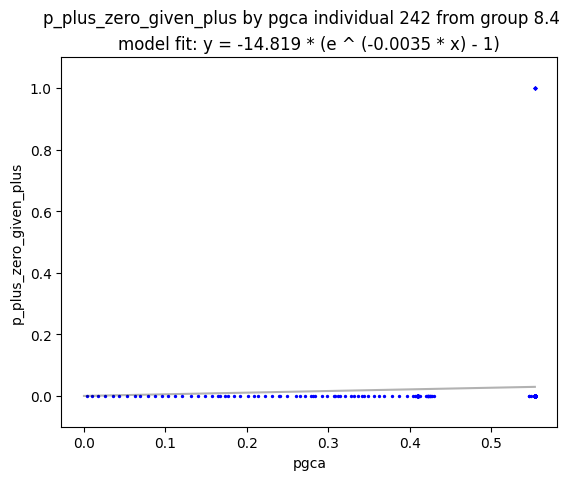 p_plus_zero_given_plus by pgca individual 242 from group 8.4
model fit: y = -14.819 * (e ^ (-0.0035 * x) - 1)
1.0
0.8
0.6
0.4
0.2
0.0
p_plus_zero_given_plus
0.0 0.1 0.2 0.3 0.4 0.5
pgca